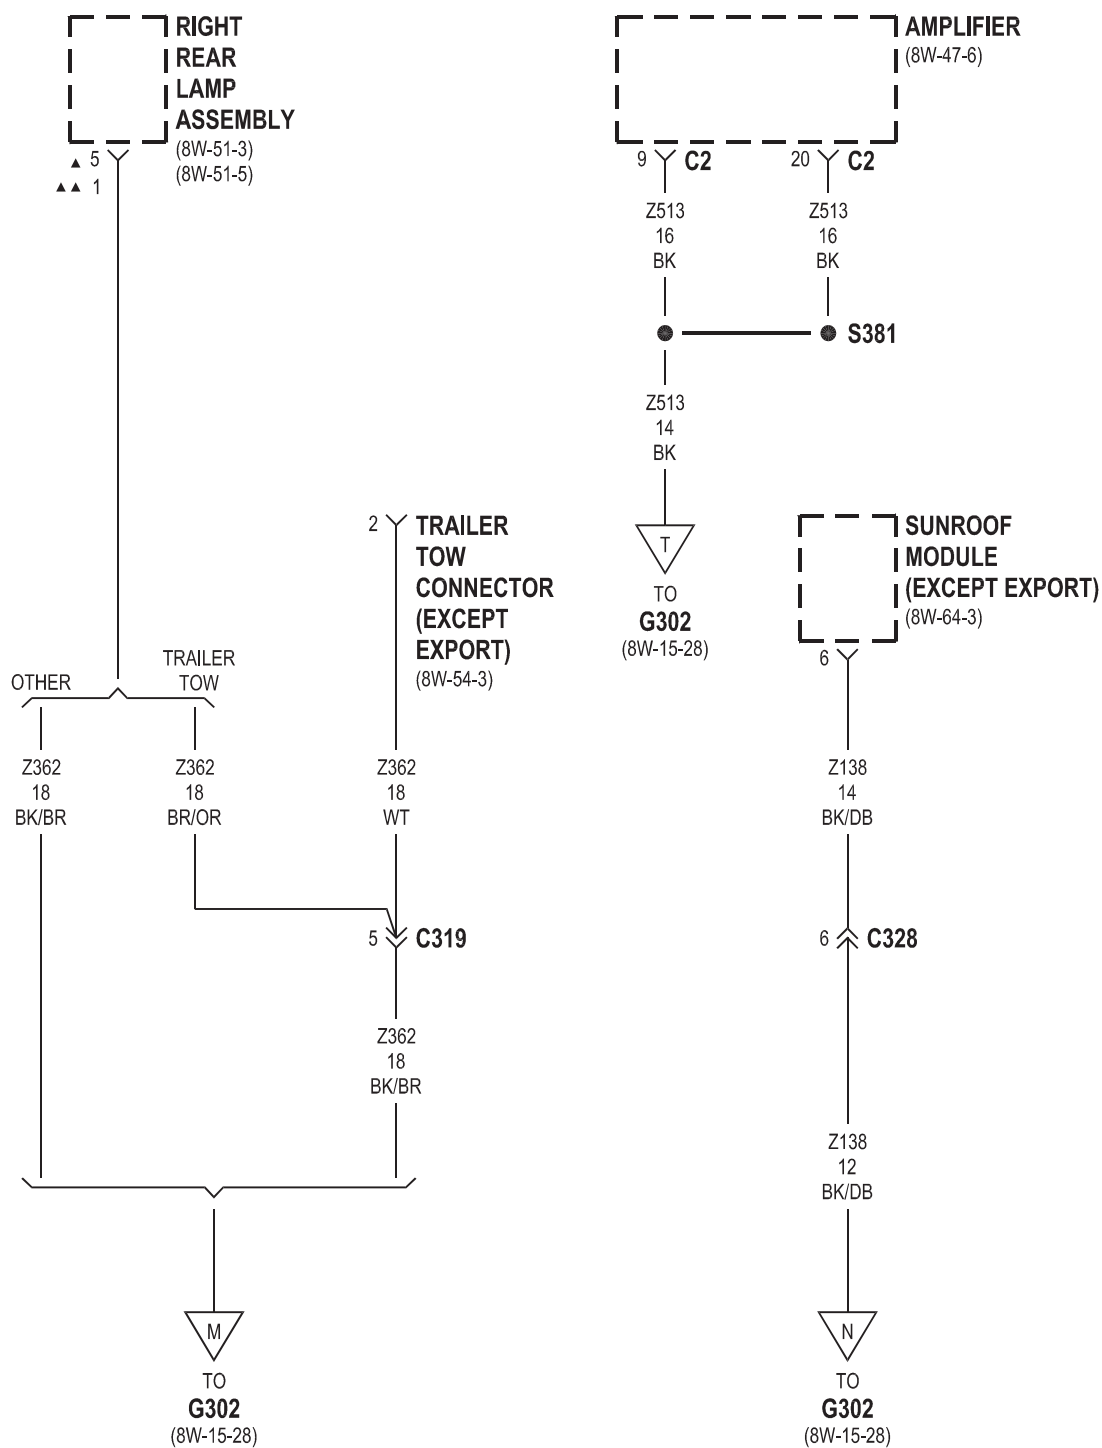 RIGHT
REAR
LAMP
ASSEMBLY
(8W-51-3)
(8W-51-5)
▲ 5
▲▲ 1
AMPLIFIER
(8W-47-6)
9 C2
20 C2
Z513
16
BK
Z513
16
BK
S381
Z513
14
BK
T
TO
G302
(8W-15-28)
2 TRAILER
TOW
CONNECTOR
(EXCEPT
EXPORT)
(8W-54-3)
SUNROOF
MODULE
(EXCEPT EXPORT)
(8W-64-3)
6
OTHER
TRAILER
TOW
Z362
18
BK/BR
Z362
18
BR/OR
Z362
18
WT
Z138
14
BK/DB
5 C319
6 C328
Z362
18
BK/BR
Z138
12
BK/DB
M
TO
G302
(8W-15-28)
N
TO
G302
(8W-15-28)